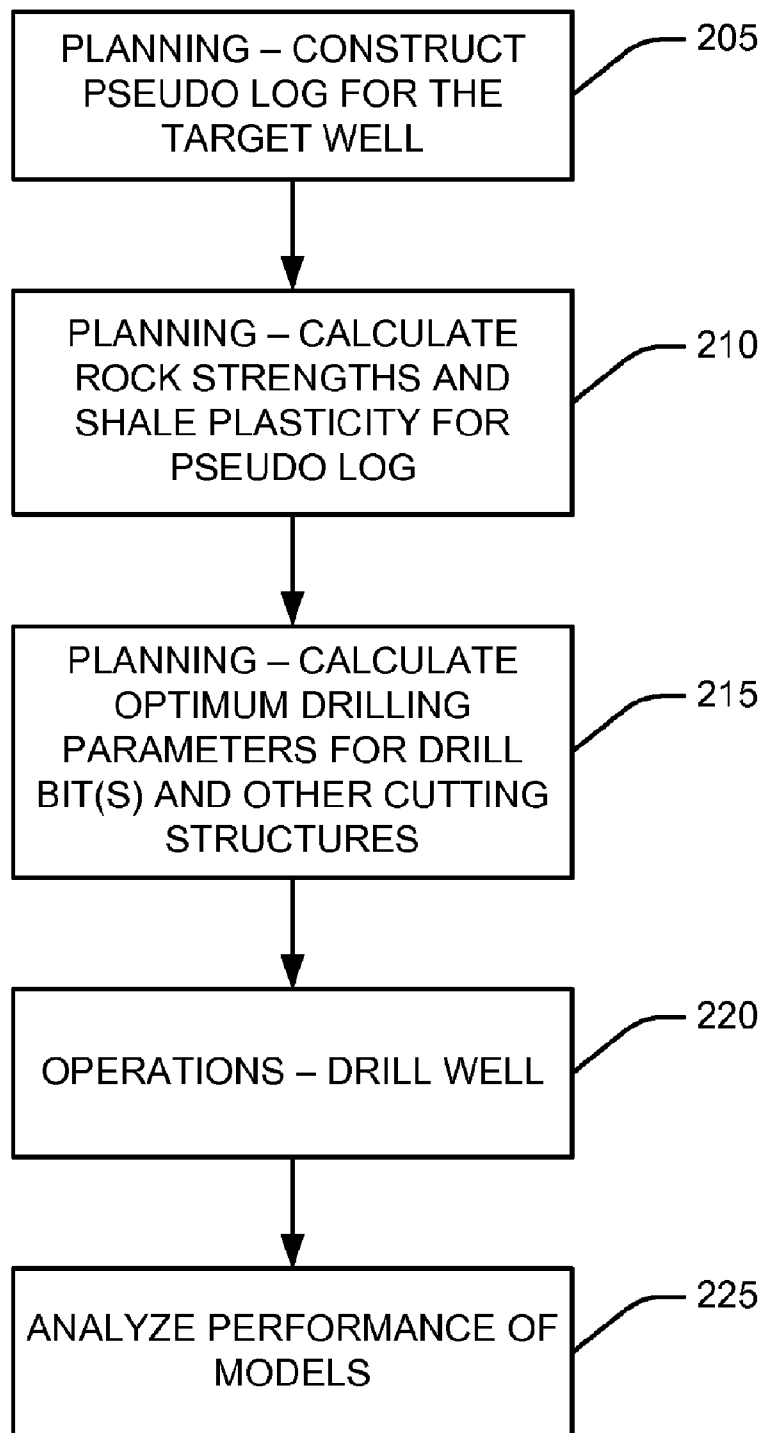 PLANNING – CONSTRUCT
PSEUDO LOG FOR THE
TARGET WELL
205
PLANNING – CALCULATE
ROCK STRENGTHS AND
SHALE PLASTICITY FOR
PSEUDO LOG
210
PLANNING – CALCULATE
OPTIMUM DRILLING
PARAMETERS FOR DRILL
BIT(S) AND OTHER CUTTING
STRUCTURES
215
OPERATIONS – DRILL WELL
220
ANALYZE PERFORMANCE OF
MODELS
225